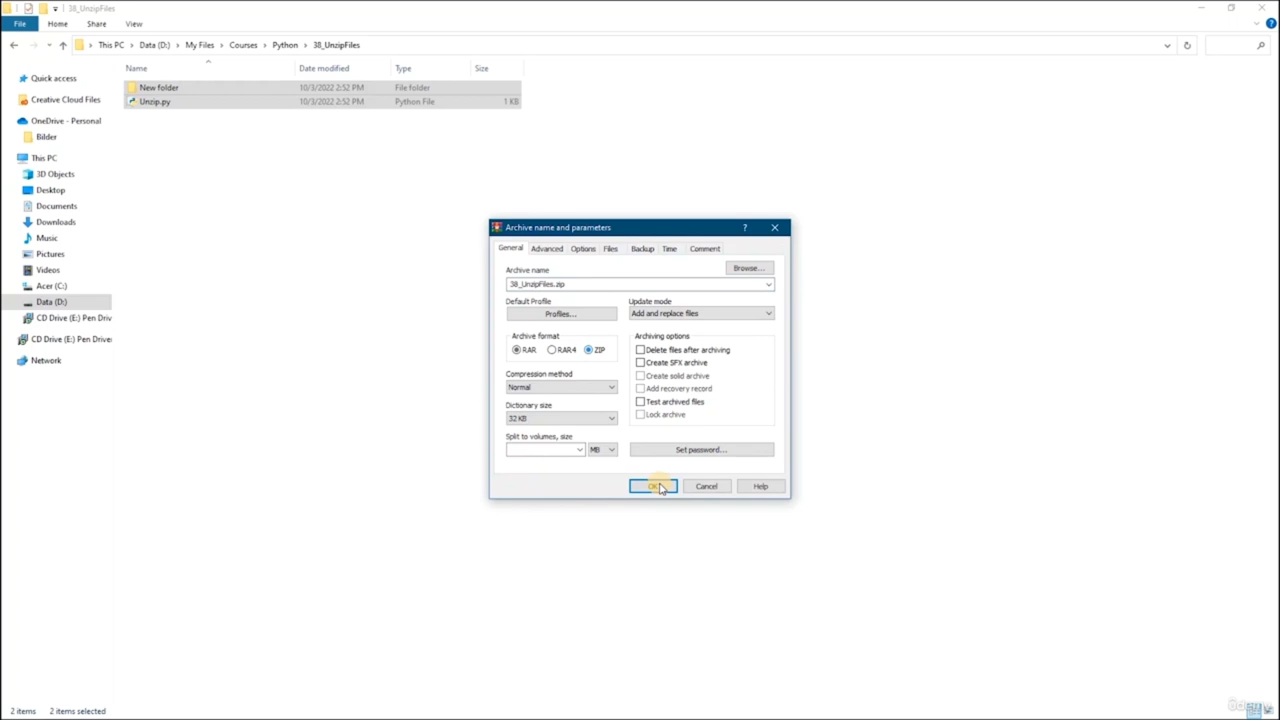 38_UnzipFiles
File Home Share View
This PC Data (D:) My Files Courses Python 38_UnzipFiles
Name Date modified Type Size
New folder 10/3/2022 2:52 PM File folder
Unzip.py 10/3/2022 2:52 PM Python File 1 KB
Quick access
Creative Cloud Files
OneDrive - Personal
Bilder
This PC
3D Objects
Desktop
Documents
Downloads
Music
Pictures
Videos
Acer (C:)
Data (D:)
CD Drive (E:) Pen Driv
CD Drive (E:) Pen Drive
Network
Archive name and parameters
?
General Advanced Options Files Backup Time Comment
Archive name
Browse...
38_UnzipFiles.zip
Default Profile
Profiles...
Update mode
Add and replace files
Archive format
RAR RAR4 ZIP
Compression method
Normal
Dictionary size
32 KB
Split to volumes, size
MB
Archiving options
Delete files after archiving
Create SFX archive
Create solid archive
Add recovery record
Test archived files
Lock archive
Set password...
OK Cancel Help
2 items 2 items selected